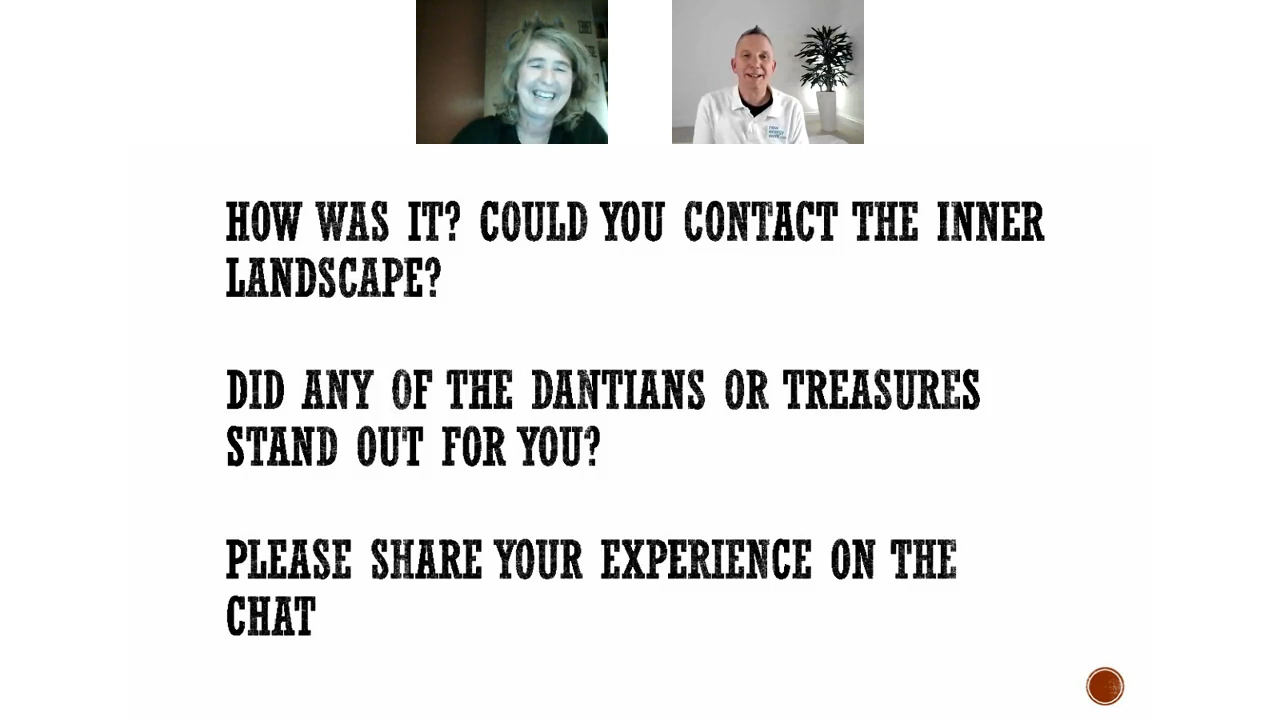 HOW WAS IT? COULD YOU CONTACT THE INNER
LANDSCAPE?
DID ANY OF THE DANTIANS OR TREASURES
STAND OUT FOR YOU?
PLEASE SHARE YOUR EXPERIENCE ON THE
CHAT